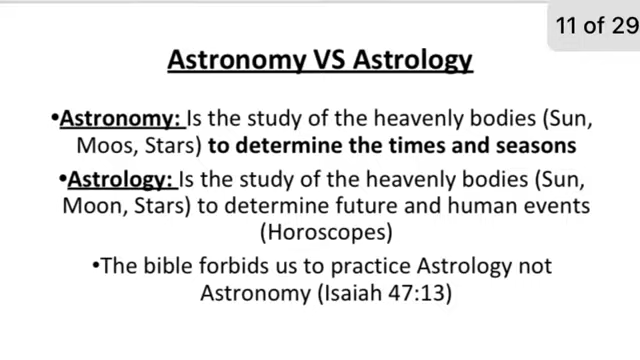 11 of 29
Astronomy VS Astrology
•Astronomy: Is the study of the heavenly bodies (Sun,
Moos, Stars) to determine the times and seasons
•Astrology: Is the study of the heavenly bodies (Sun,
Moon, Stars) to determine future and human events
(Horoscopes)
•The bible forbids us to practice Astrology not
Astronomy (Isaiah 47:13)